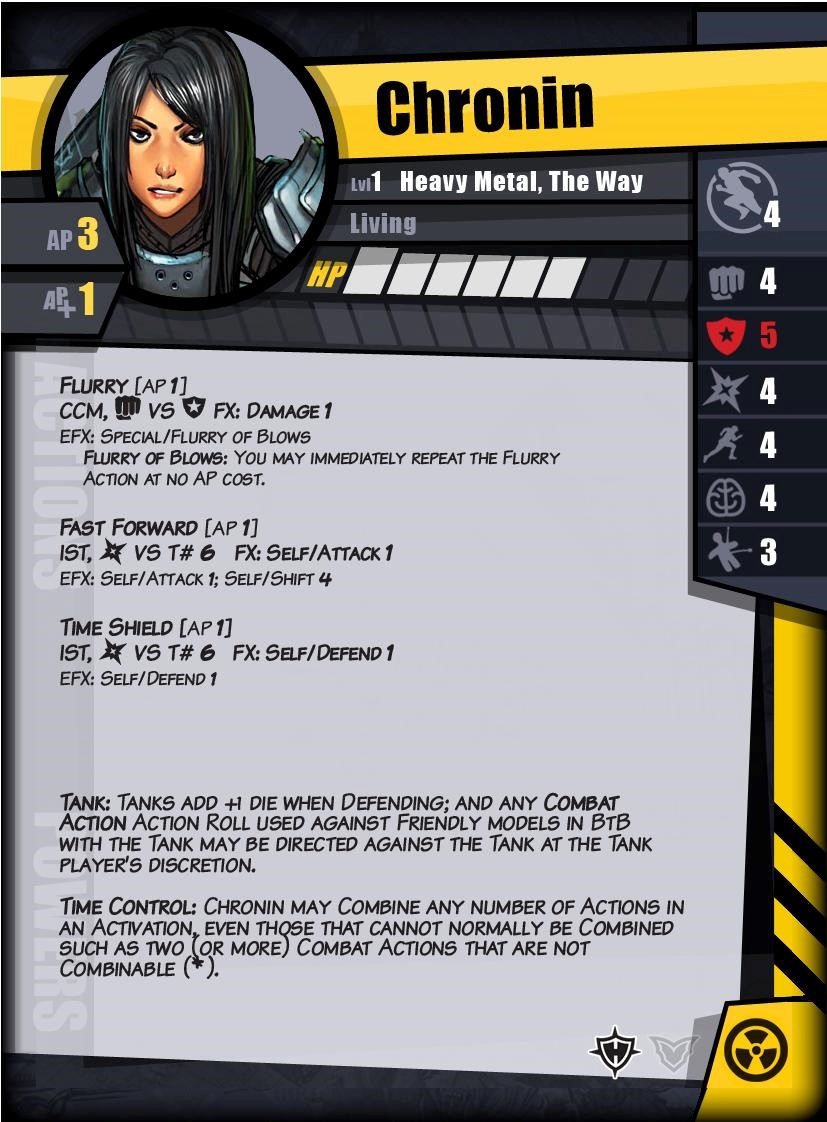 Chronin
Lvl1 Heavy Metal, The Way
Living
AP 3
AP+ 1
HP
4
4
5
4
4
4
3
ACTIONS
FLURRY [AP 1]
CCM, VS FX: DAMAGE 1
EFX: SPECIAL/FLURRY OF BLOWS
FLURRY OF BLOWS: YOU MAY IMMEDIATELY REPEAT THE FLURRY
ACTION AT NO AP COST.
FAST FORWARD [AP 1]
IST, VS T# 6 FX: SELF/ATTACK 1
EFX: SELF/ATTACK 1; SELF/SHIFT 4
TIME SHIELD [AP 1]
IST, VS T# 6 FX: SELF/DEFEND 1
EFX: SELF/DEFEND 1
POWERS
TANK: TANKS ADD +1 DIE WHEN DEFENDING; AND ANY COMBAT
ACTION ACTION ROLL USED AGAINST FRIENDLY MODELS IN BTB
WITH THE TANK MAY BE DIRECTED AGAINST THE TANK AT THE TANK
PLAYER'S DISCRETION.
TIME CONTROL: CHRONIN MAY COMBINE ANY NUMBER OF ACTIONS IN
AN ACTIVATION, EVEN THOSE THAT CANNOT NORMALLY BE COMBINED
SUCH AS TWO (OR MORE) COMBAT ACTIONS THAT ARE NOT
COMBINABLE (*).
H